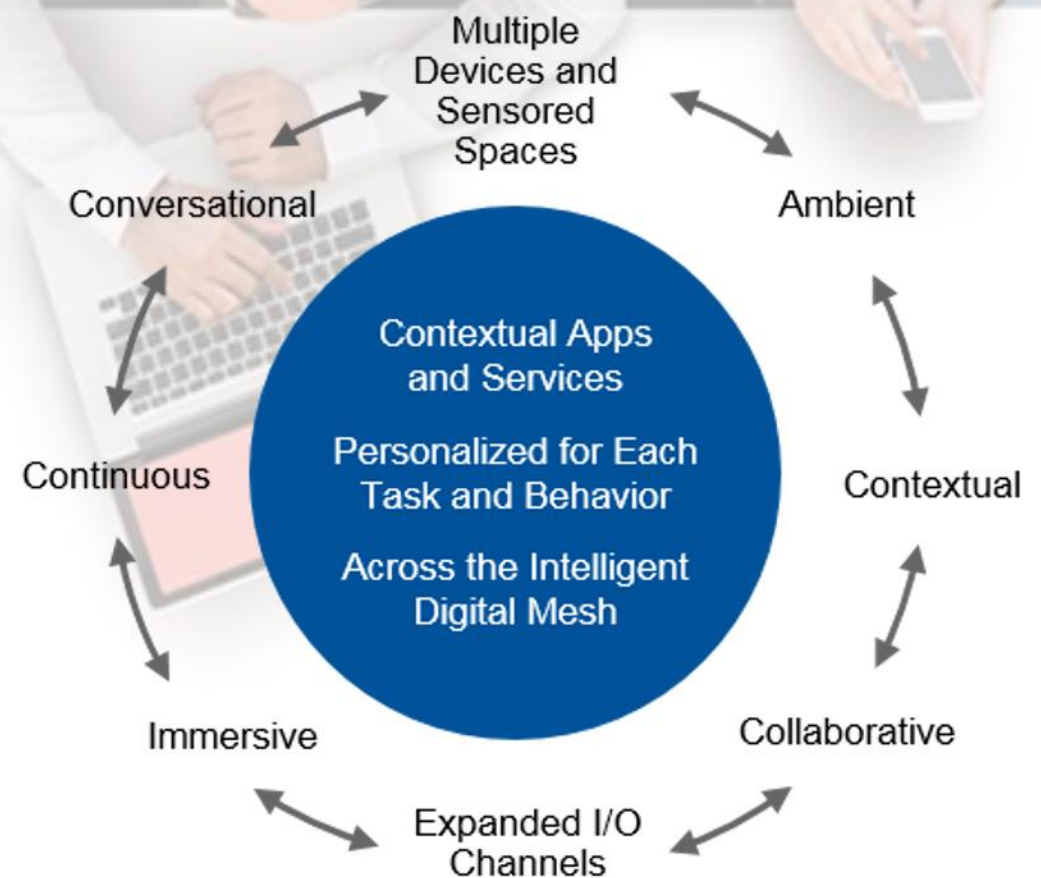 Multiple
Devices and
Sensored
Spaces
Conversational
Ambient
Contextual Apps
and Services
Personalized for Each
Task and Behavior
Across the Intelligent
Digital Mesh
Continuous
Contextual
Immersive
Collaborative
Expanded I/O
Channels